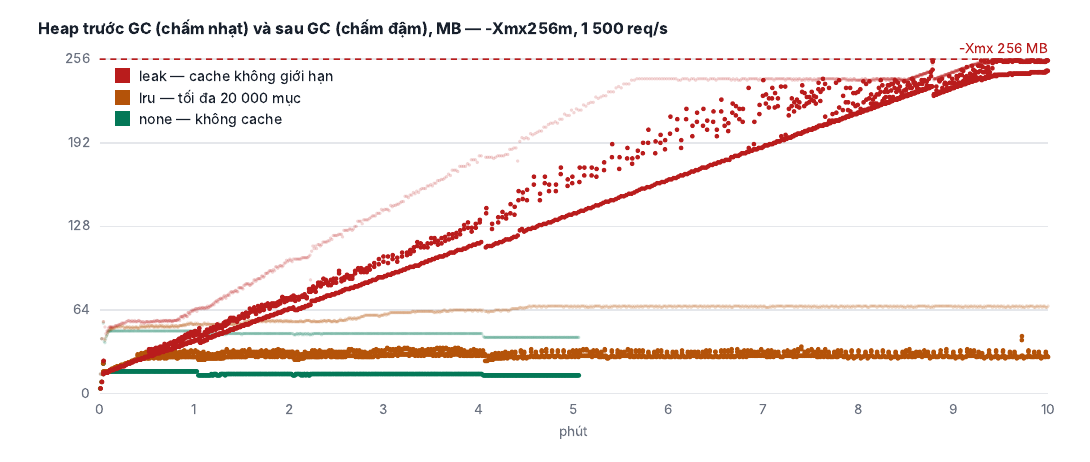 Heap trước GC (chấm nhạt) và sau GC (chấm đậm), MB — -Xmx256m, 1 500 req/s
-Xmx 256 MB
256
leak — cache không giới hạn
lru — tối đa 20 000 mục
none — không cache
192
128
64
0
0 1 2 3 4 5 6 7 8 9 10
phút